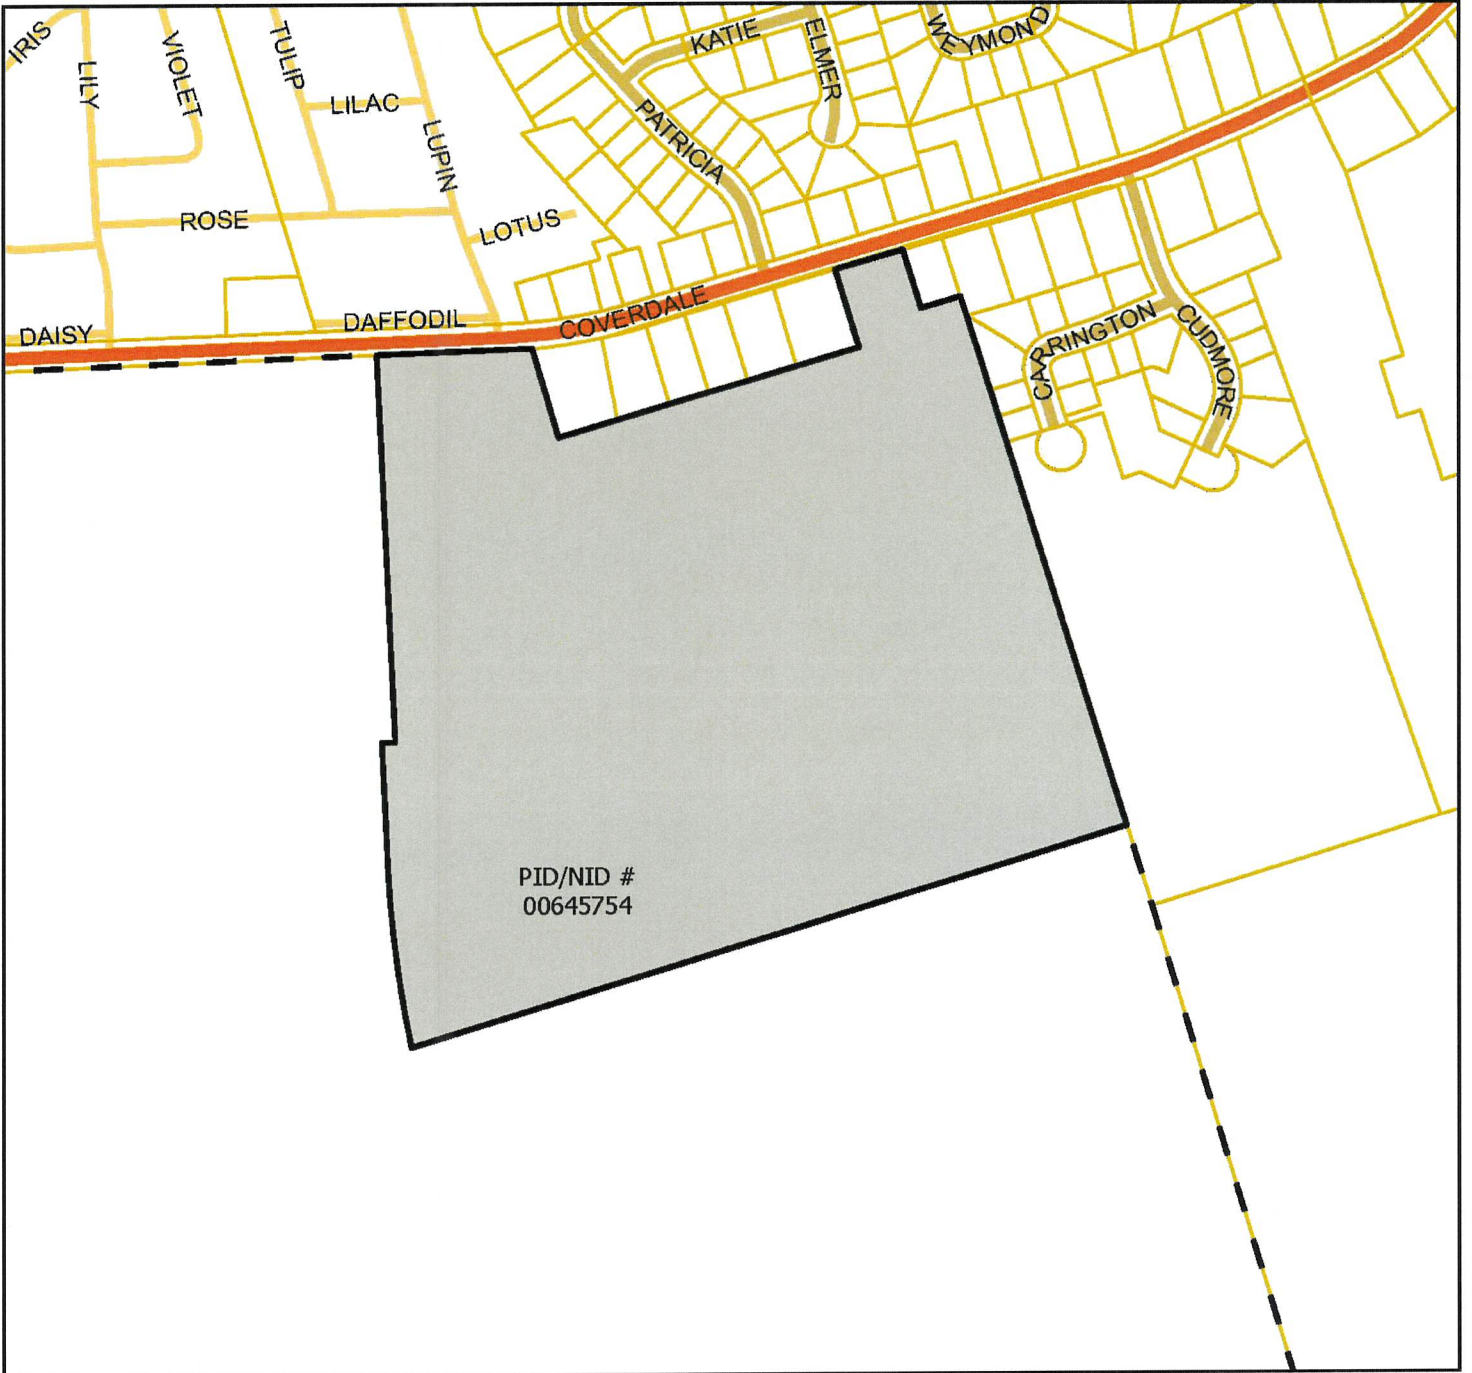 IRIS
LILY
VIOLET
TULIP
LILAC
LUPIN
KATIE
ELMER
WEYMOND
PATRICIA
ROSE
LOTUS
DAISY
DAFFODIL
COVERDALE
CARRINGTON
CUDMORE
PID/NID #
00645754